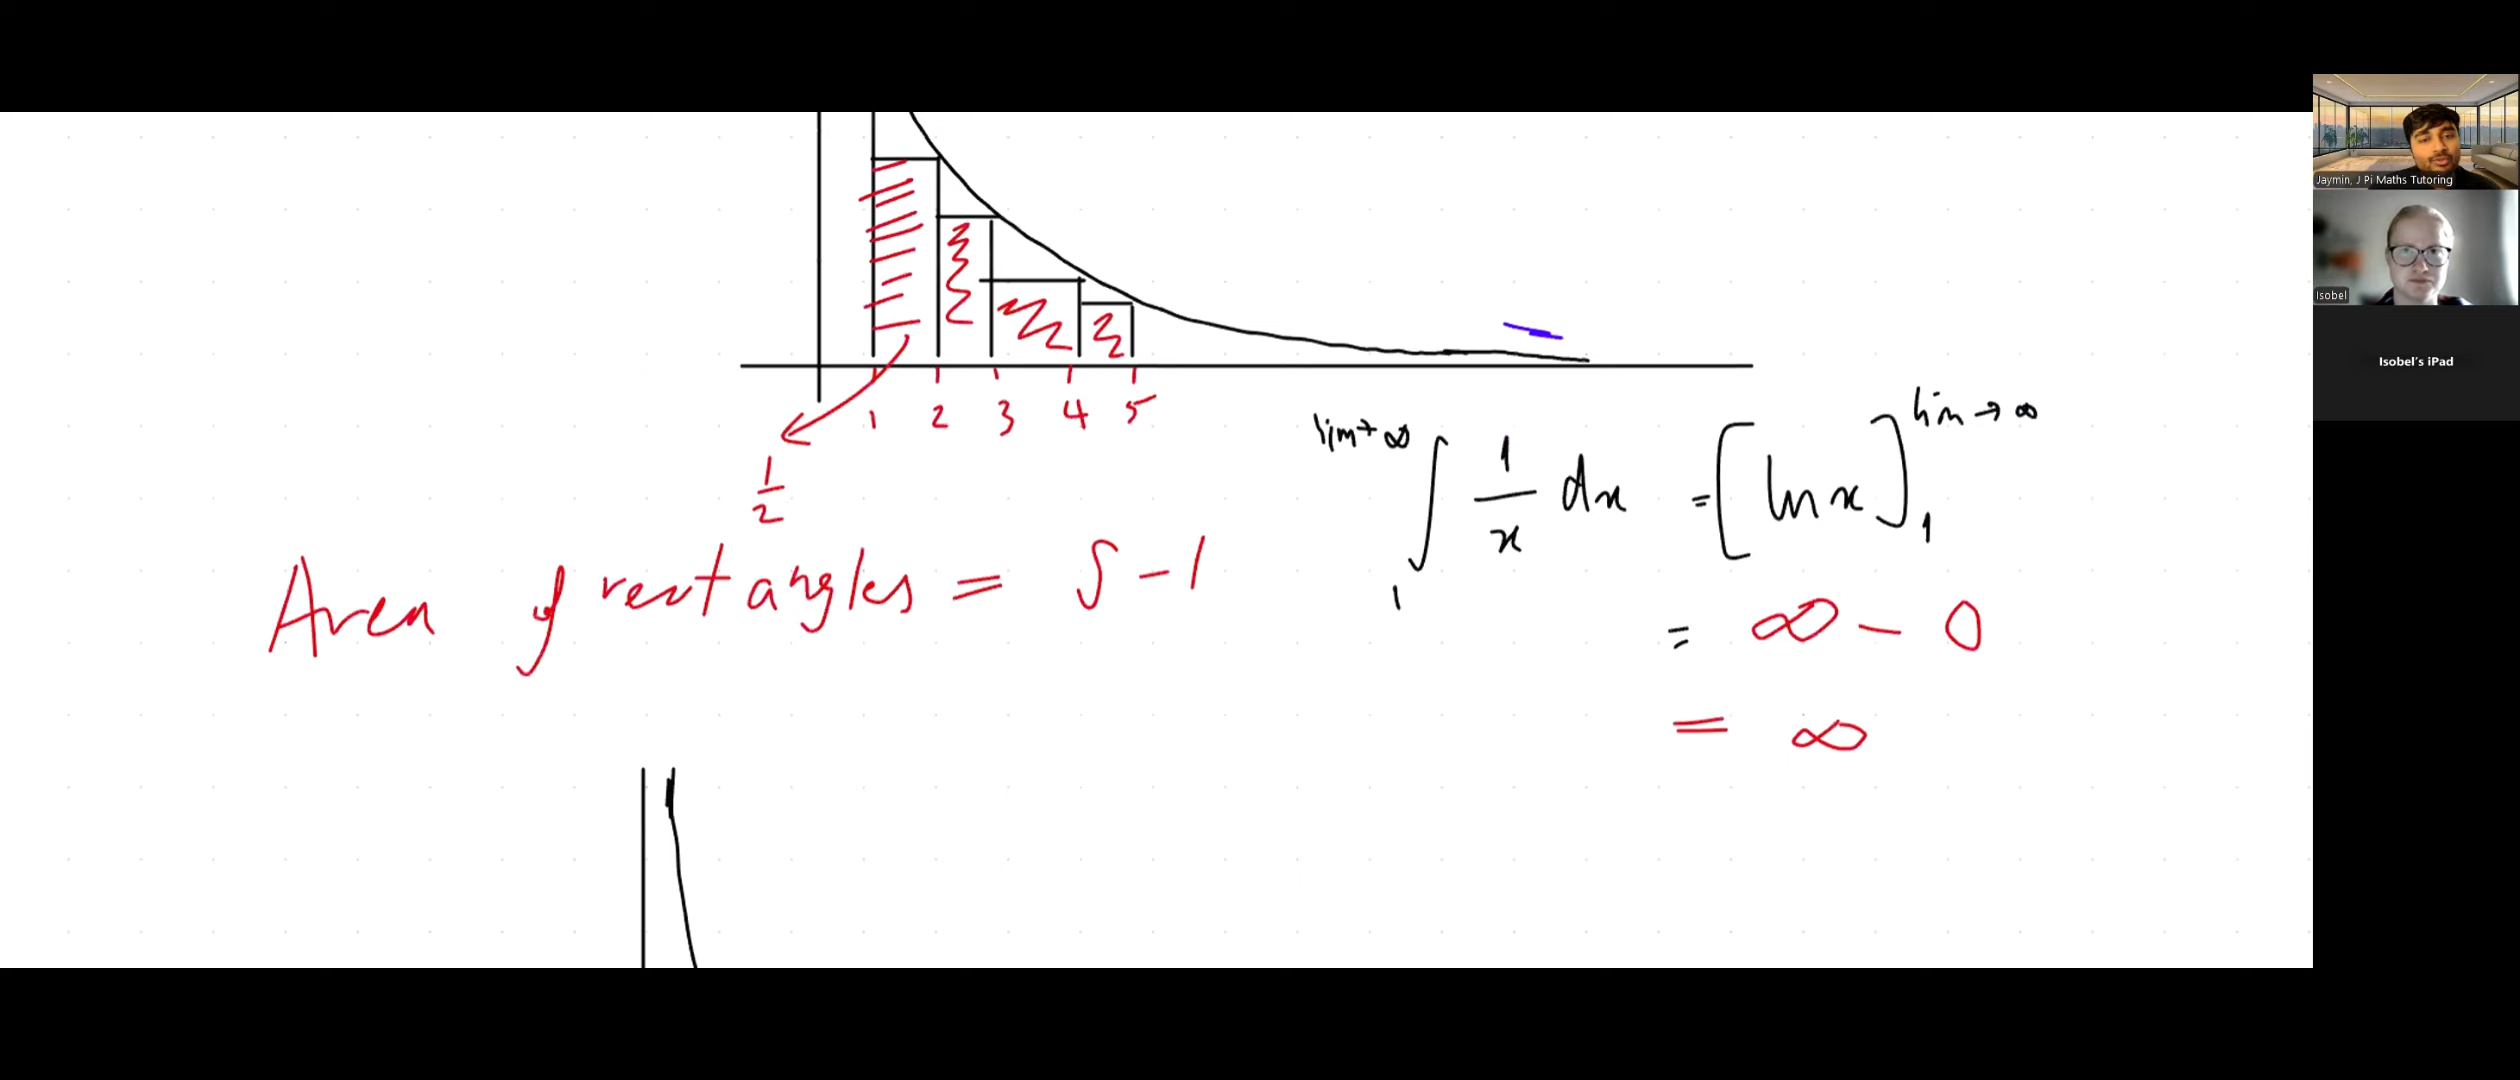 1 2 3 4 5
1/2
Area of rectangles = S - 1
lim→∞ ∫ 1 1/x dx = [ln x] 1 lim→∞
= ∞ - 0
= ∞
Jaymin, J Pi Maths Tutoring
Isobel
Isobel's iPad